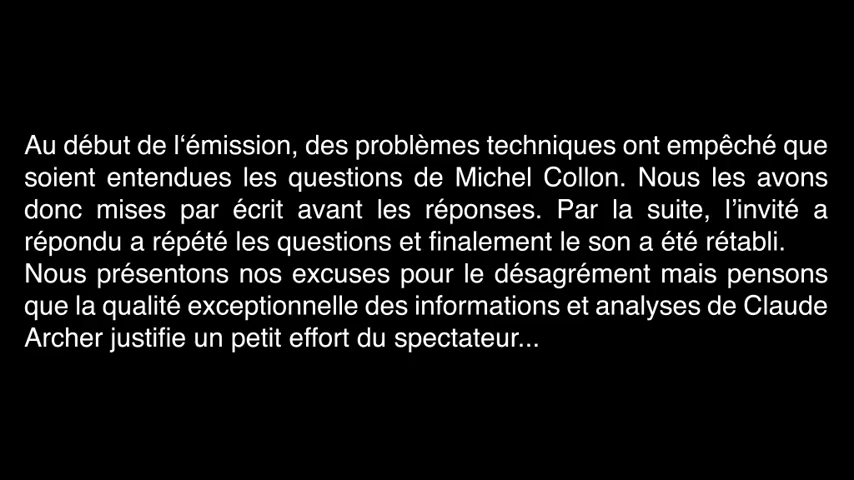 Au début de l‘émission, des problèmes techniques ont empêché que
soient entendues les questions de Michel Collon. Nous les avons
donc mises par écrit avant les réponses. Par la suite, l’invité a
répondu a répété les questions et finalement le son a été rétabli.
Nous présentons nos excuses pour le désagrément mais pensons
que la qualité exceptionnelle des informations et analyses de Claude
Archer justifie un petit effort du spectateur...